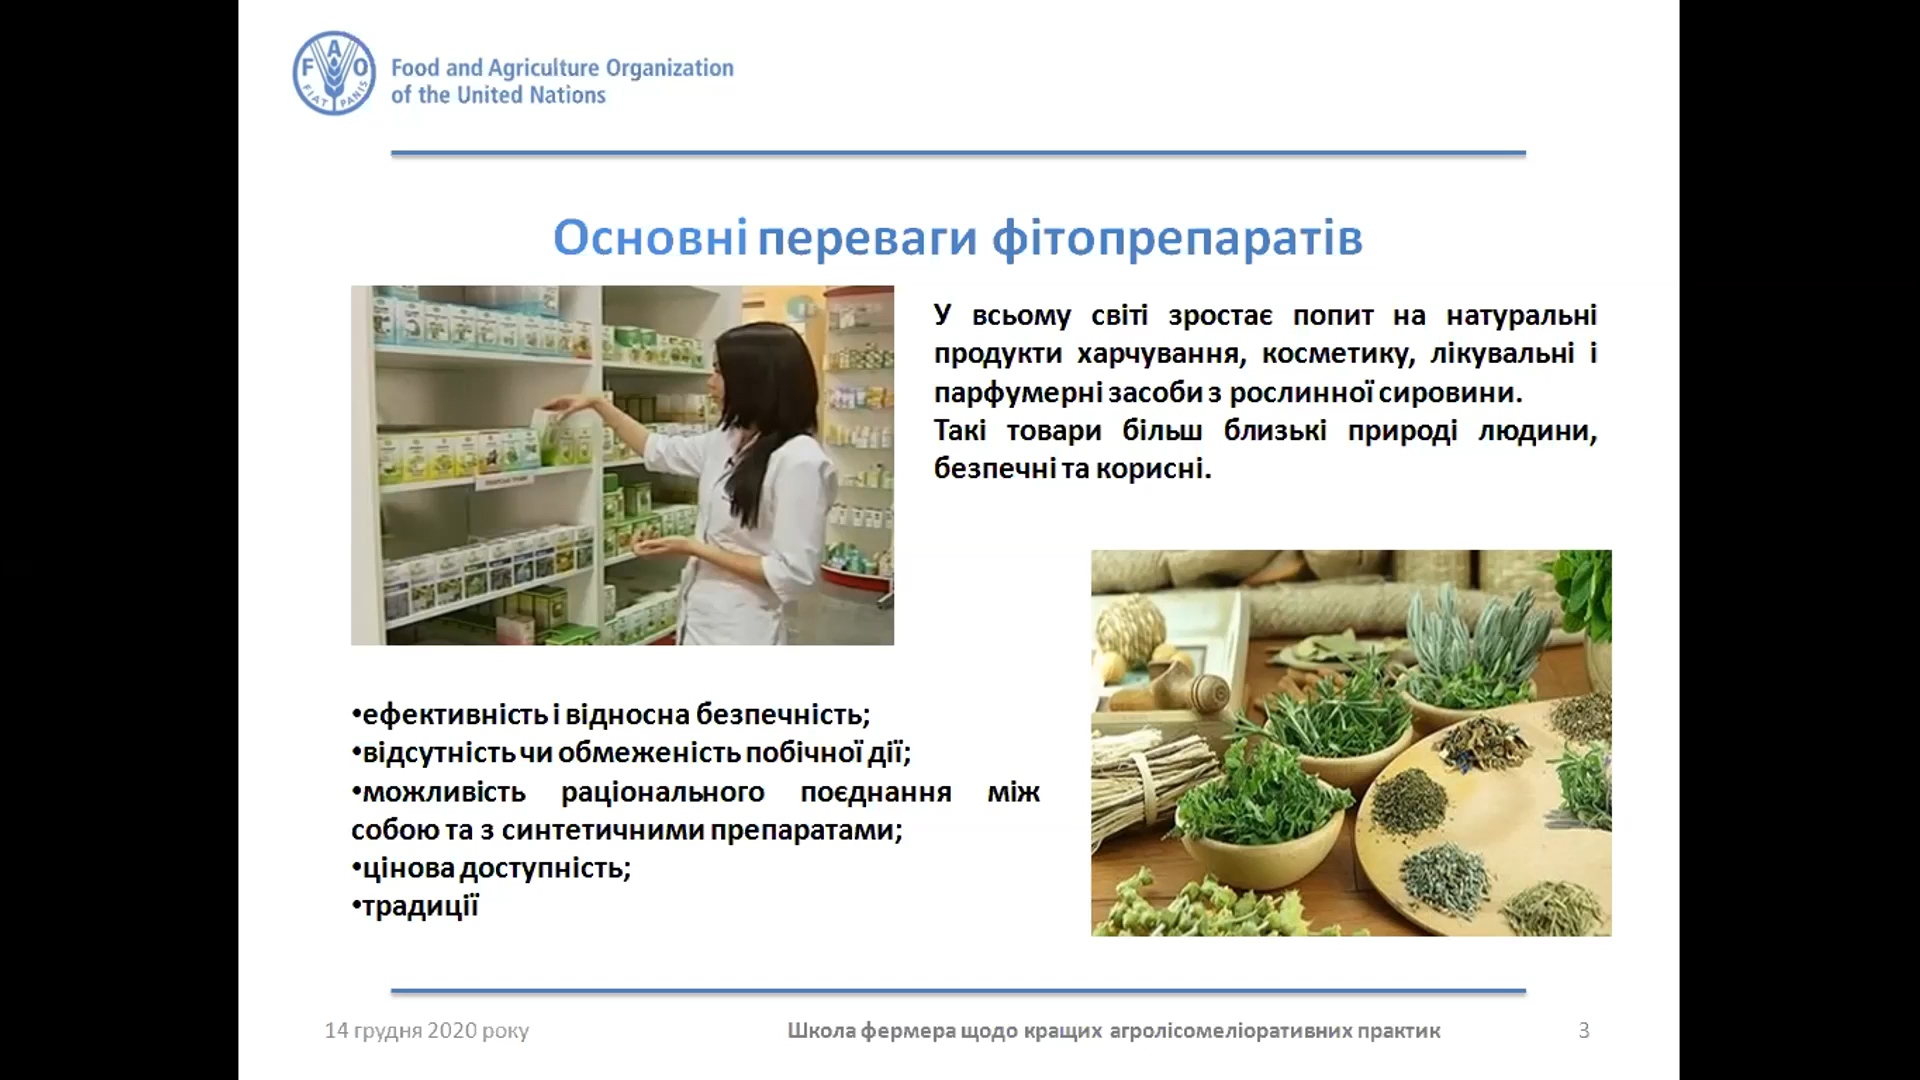 F A O
FIAT PANIS
Food and Agriculture Organization
of the United Nations
Основні переваги фітопрепаратів
У всьому світі зростає попит на натуральні
продукти харчування, косметику, лікувальні і
парфумерні засоби з рослинної сировини.
Такі товари більш близькі природі людини,
безпечні та корисні.
•ефективність і відносна безпечність;
•відсутність чи обмеженість побічної дії;
•можливість раціонального поєднання між
собою та з синтетичними препаратами;
•цінова доступність;
•традиції
14 грудня 2020 року
Школа фермера щодо кращих агролісомеліоративних практик
3